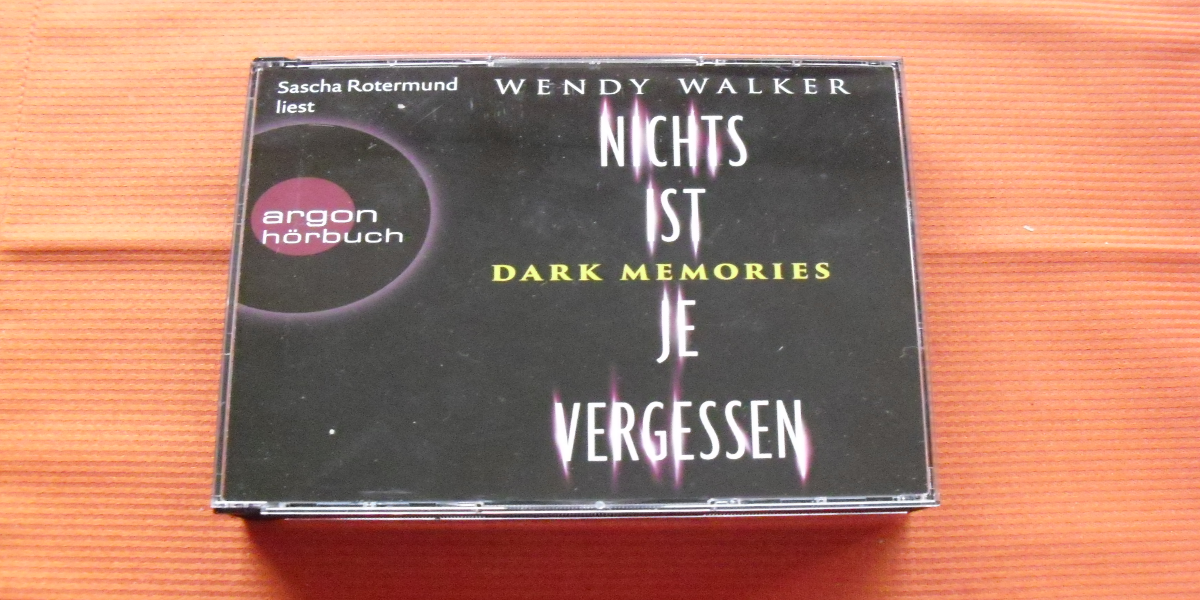 Sascha Rotermund
liest
WENDY WALKER
argon
hörbuch
NICHTS
IST
DARK MEMORIES
JE
VERGESSEN